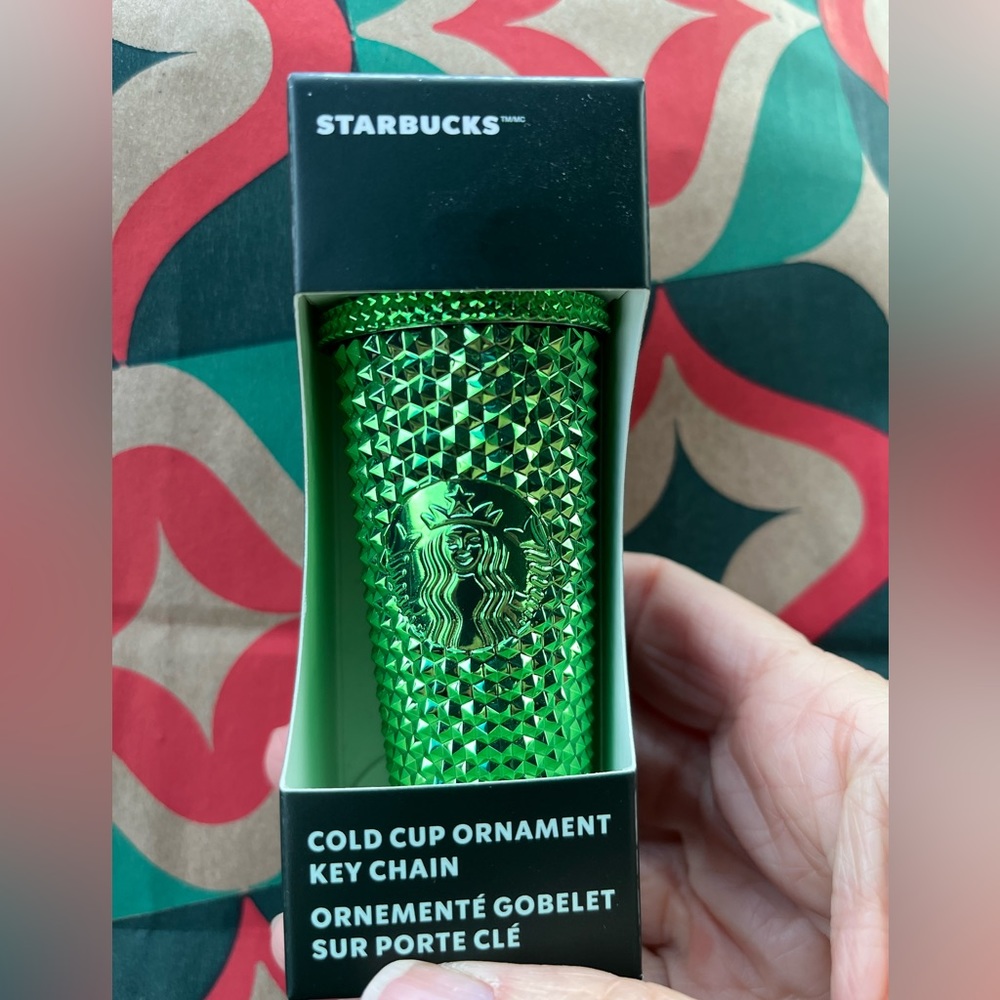 STARBUCKS™/MC
COLD CUP ORNAMENT
KEY CHAIN
ORNEMENTÉ GOBELET
SUR PORTE CLÉ